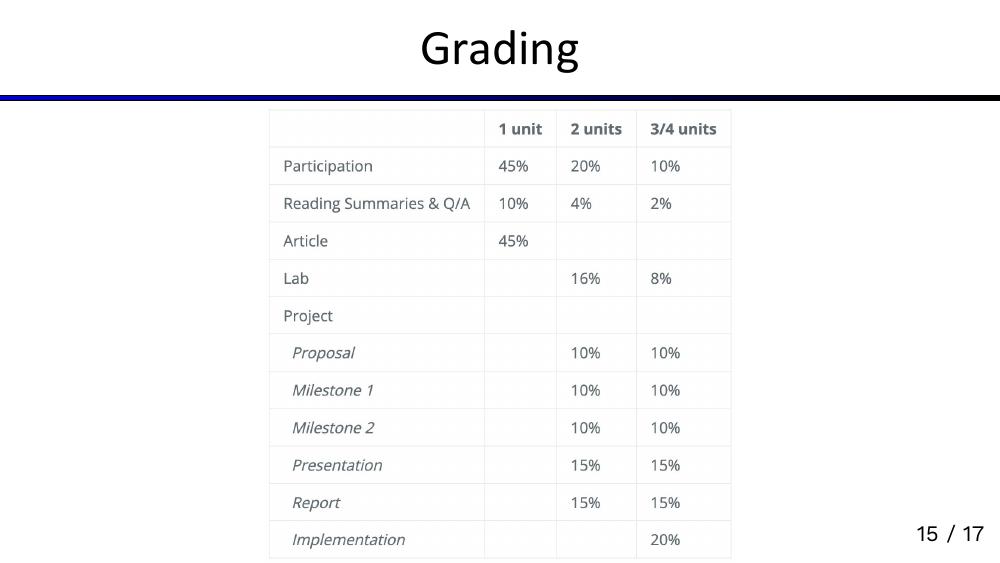 Grading
1 unit 2 units 3/4 units
Participation 45% 20% 10%
Reading Summaries & Q/A 10% 4% 2%
Article 45%
Lab 16% 8%
Project
Proposal 10% 10%
Milestone 1 10% 10%
Milestone 2 10% 10%
Presentation 15% 15%
Report 15% 15%
Implementation 20%
15 / 17